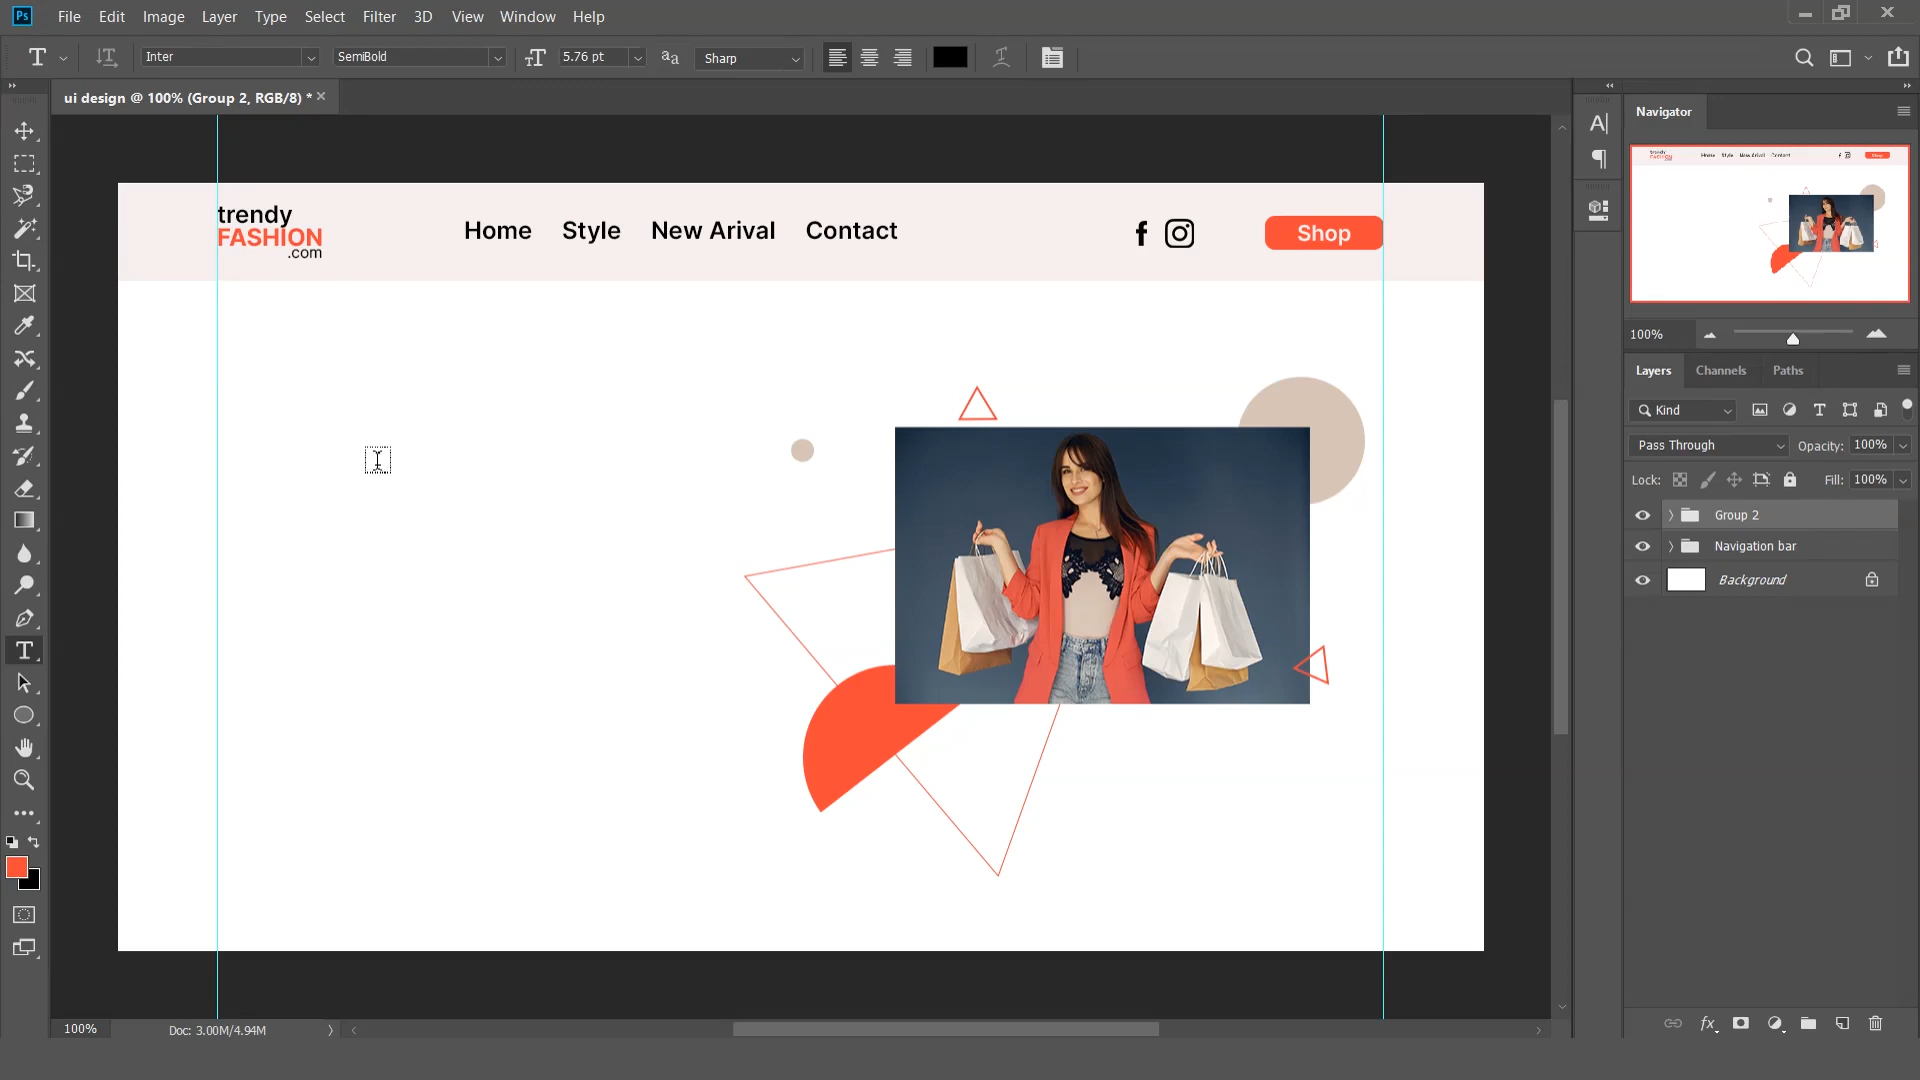 Ps File Edit Image Layer Type Select Filter 3D View Window Help
T Inter SemiBold 5.76 pt Sharp
ui design @ 100% (Group 2, RGB/8) * ×
Navigator
trendy
FASHION
.com
Home Style New Arival Contact
Shop
100%
Layers Channels Paths
Kind
Pass Through Opacity: 100%
Lock: Fill: 100%
Group 2
Navigation bar
Background
100% Doc: 3.00M/4.94M